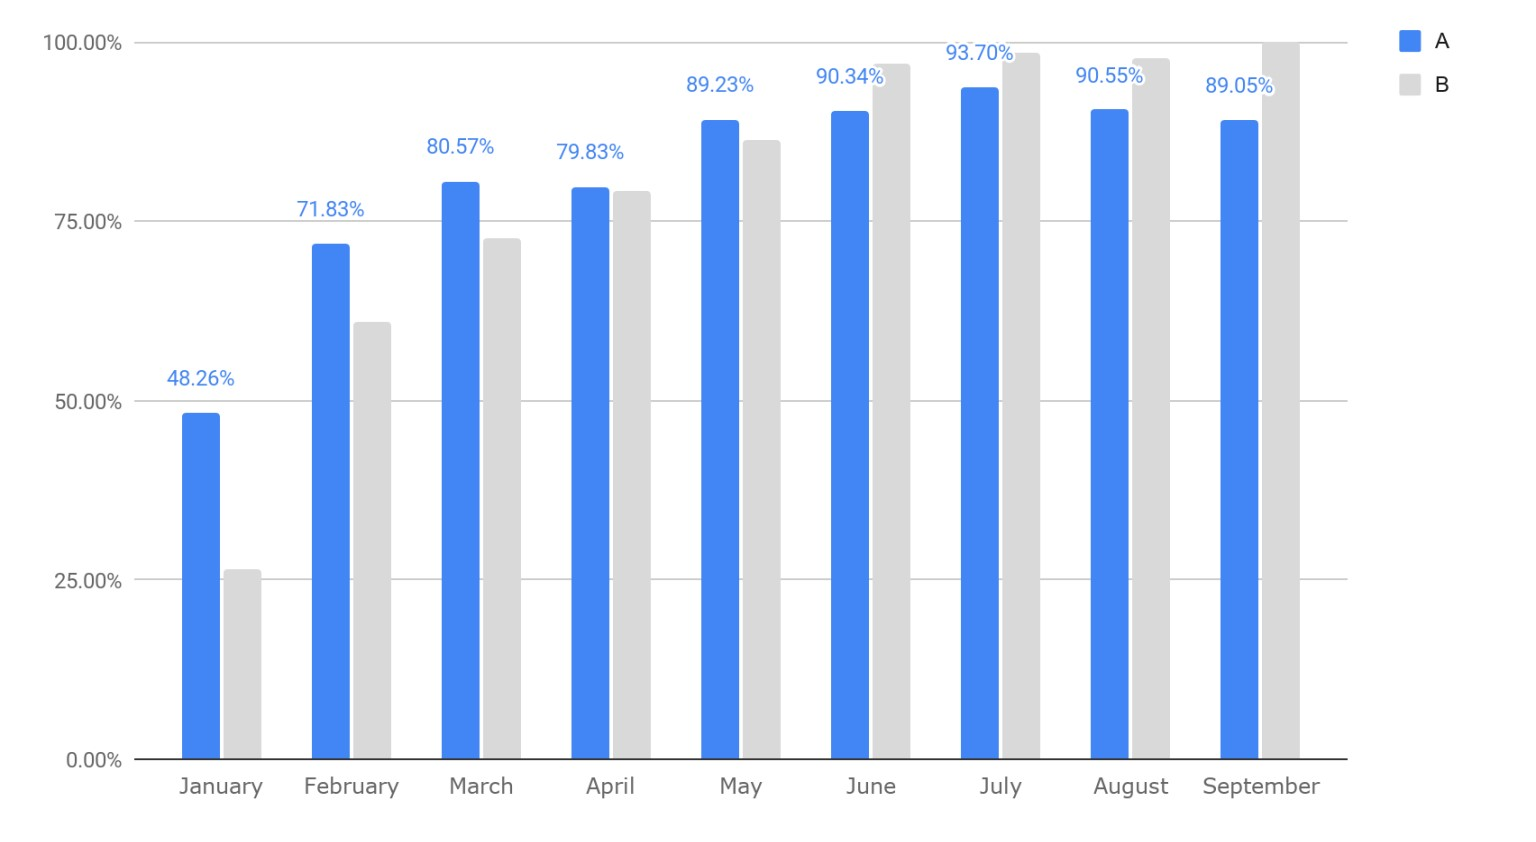 100.00%
75.00%
50.00%
25.00%
0.00%
48.26%
71.83%
80.57%
79.83%
89.23%
90.34%
93.70%
90.55%
89.05%
January
February
March
April
May
June
July
August
September
A
B